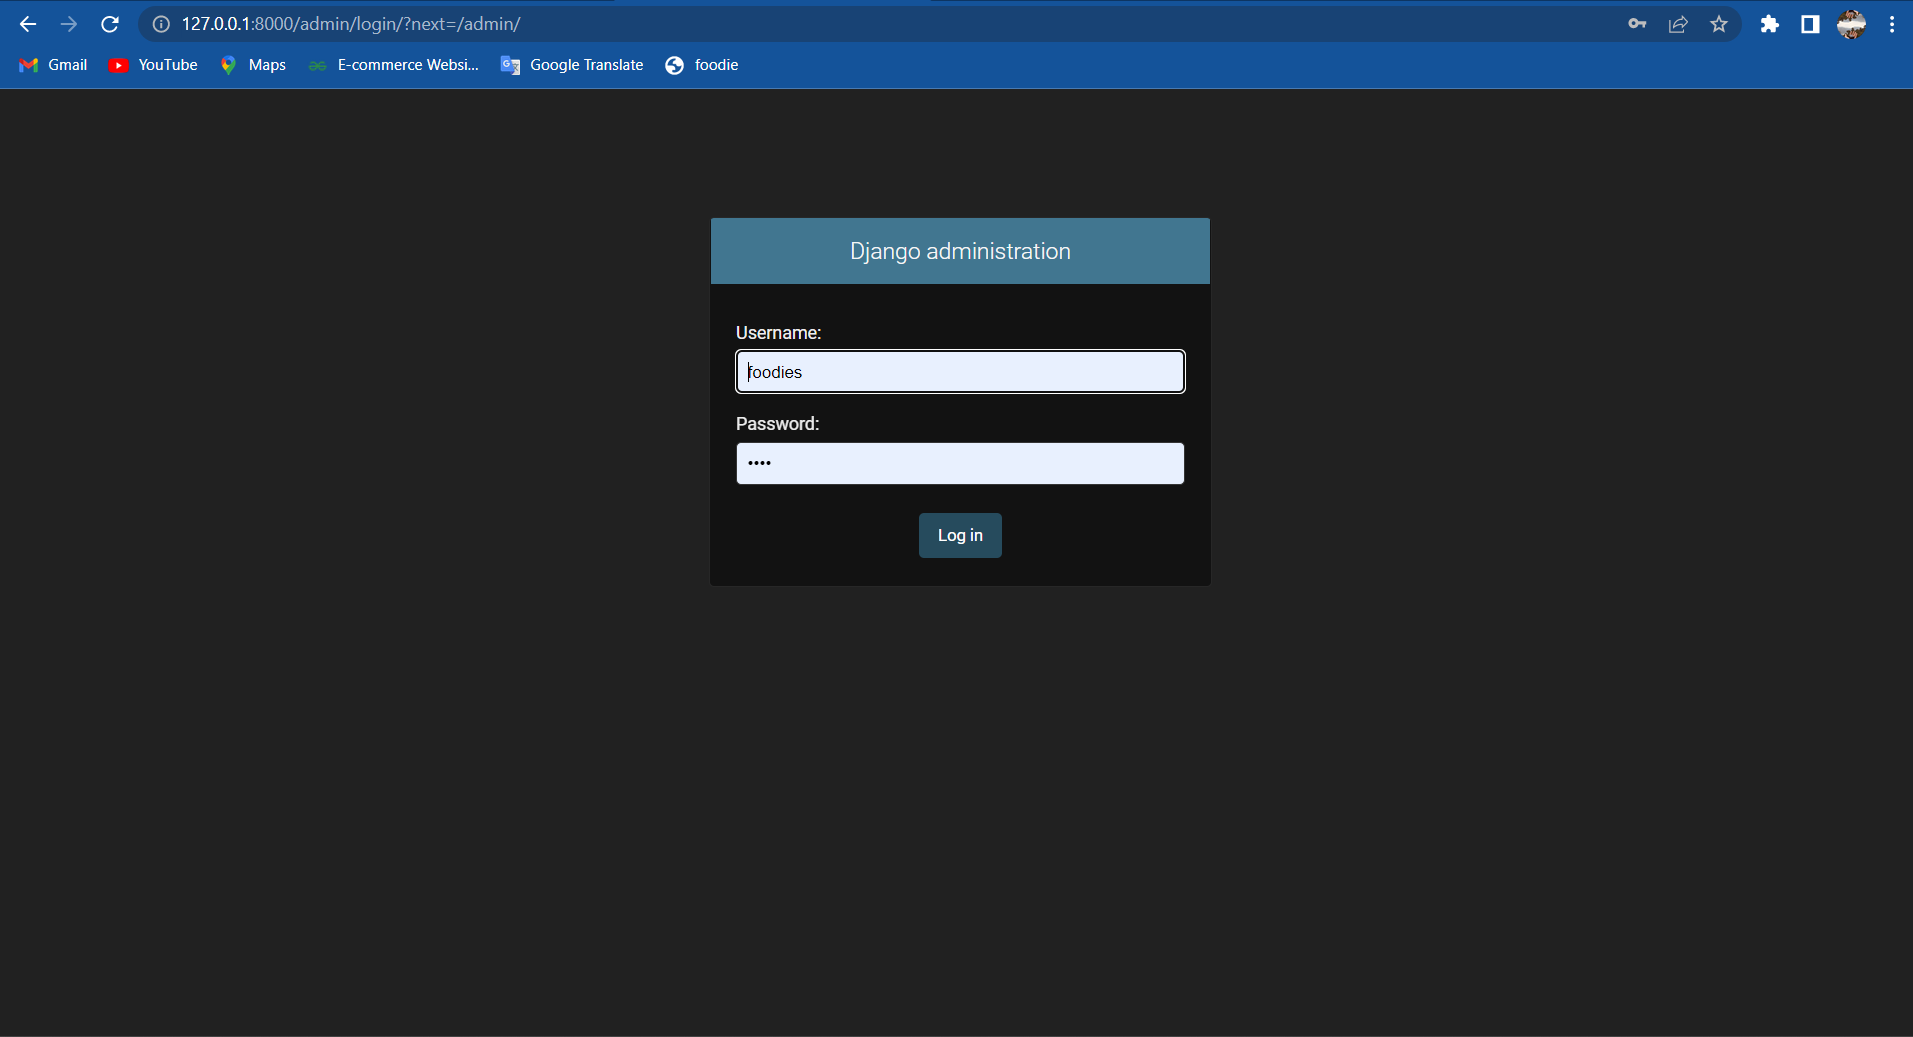 127.0.0.1:8000/admin/login/?next=/admin/
Gmail YouTube Maps E-commerce Websi... Google Translate foodie
Django administration
Username:
foodies
Password:
••••
Log in